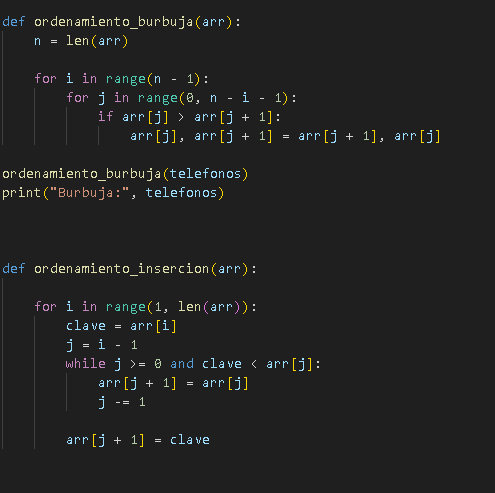 def ordenamiento_burbuja(arr):
    n = len(arr)
    for i in range(n - 1):
        for j in range(0, n - i - 1):
            if arr[j] > arr[j + 1]:
                arr[j], arr[j + 1] = arr[j + 1], arr[j]
ordenamiento_burbuja(telefonos)
print("Burbuja:", telefonos)
def ordenamiento_insercion(arr):
    for i in range(1, len(arr)):
        clave = arr[i]
        j = i - 1
        while j >= 0 and clave < arr[j]:
            arr[j + 1] = arr[j]
            j -= 1
        arr[j + 1] = clave